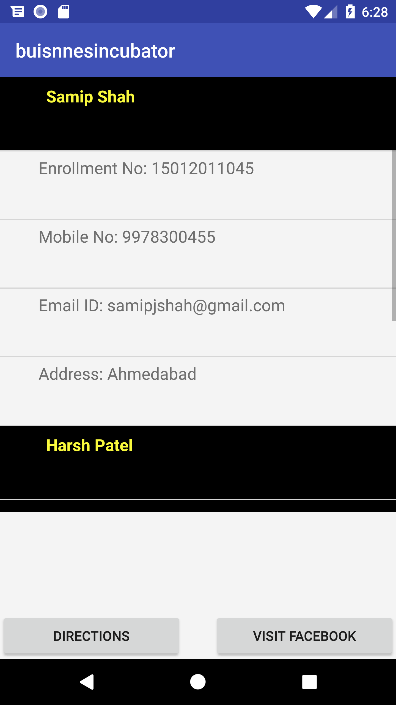 6:28
buisnnesincubator
Samip Shah
Enrollment No: 15012011045
Mobile No: 9978300455
Email ID: samipjshah@gmail.com
Address: Ahmedabad
Harsh Patel
DIRECTIONS
VISIT FACEBOOK